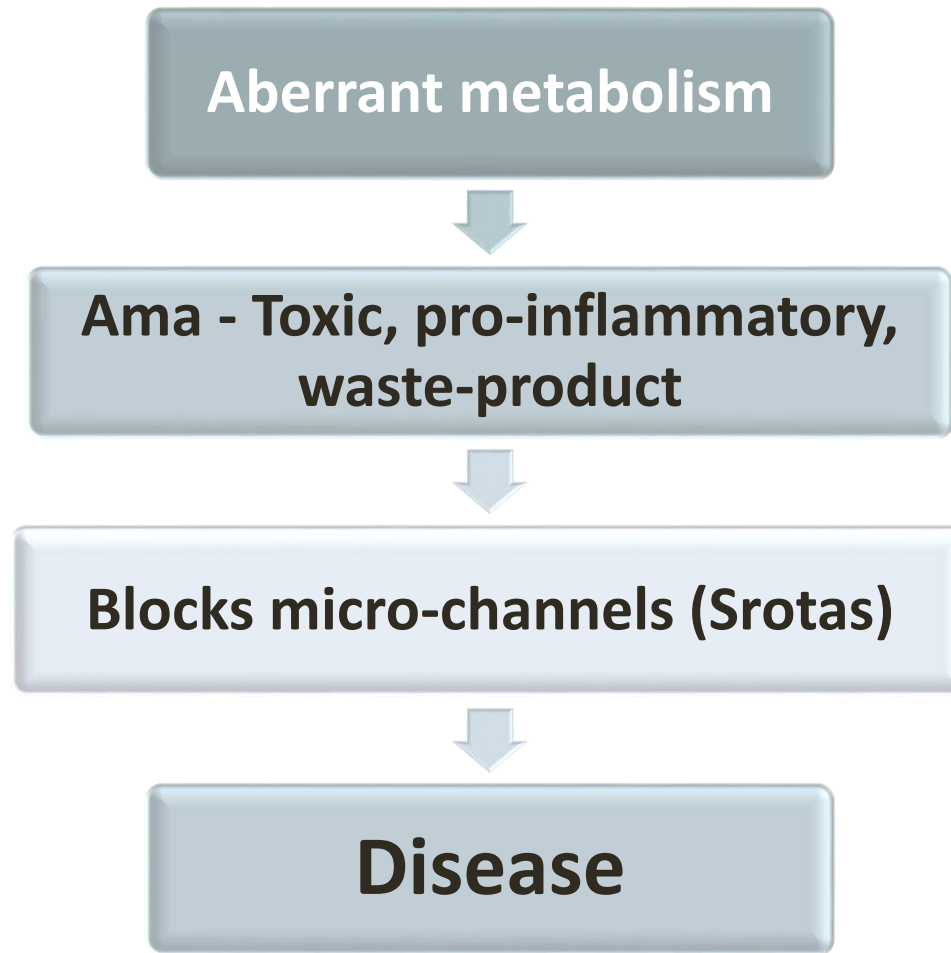 Aberrant metabolism
Ama - Toxic, pro-inflammatory,
waste-product
Blocks micro-channels (Srotas)
Disease